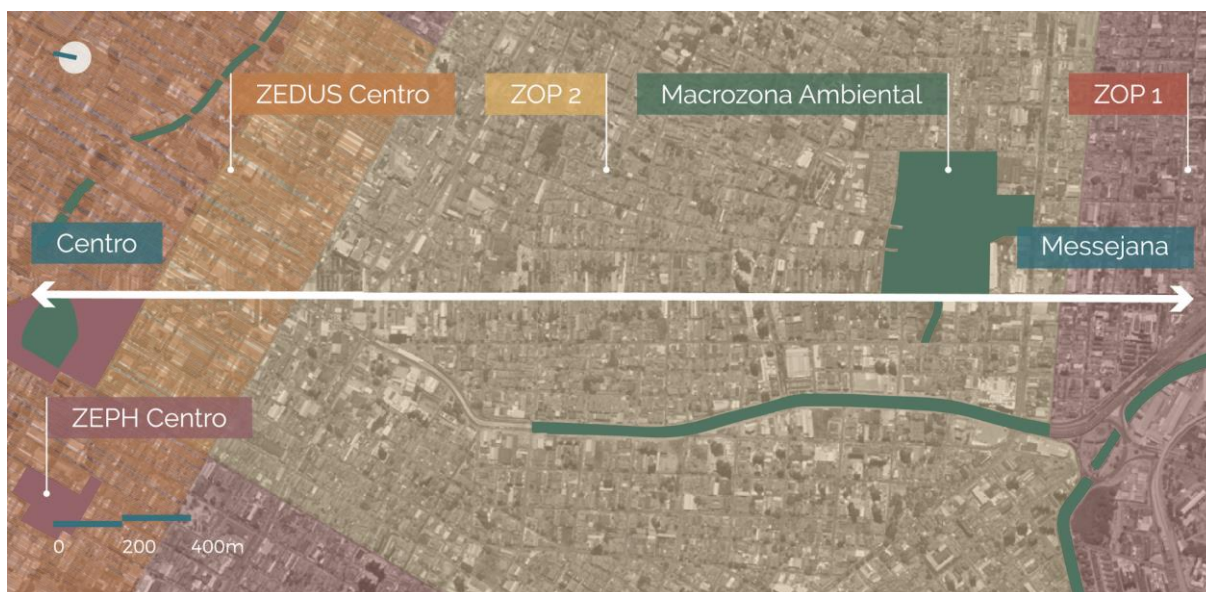 ZEDUS Centro
ZOP 2
Macrozona Ambiental
ZOP 1
Centro
Messejana
ZEPH Centro
0 200 400m